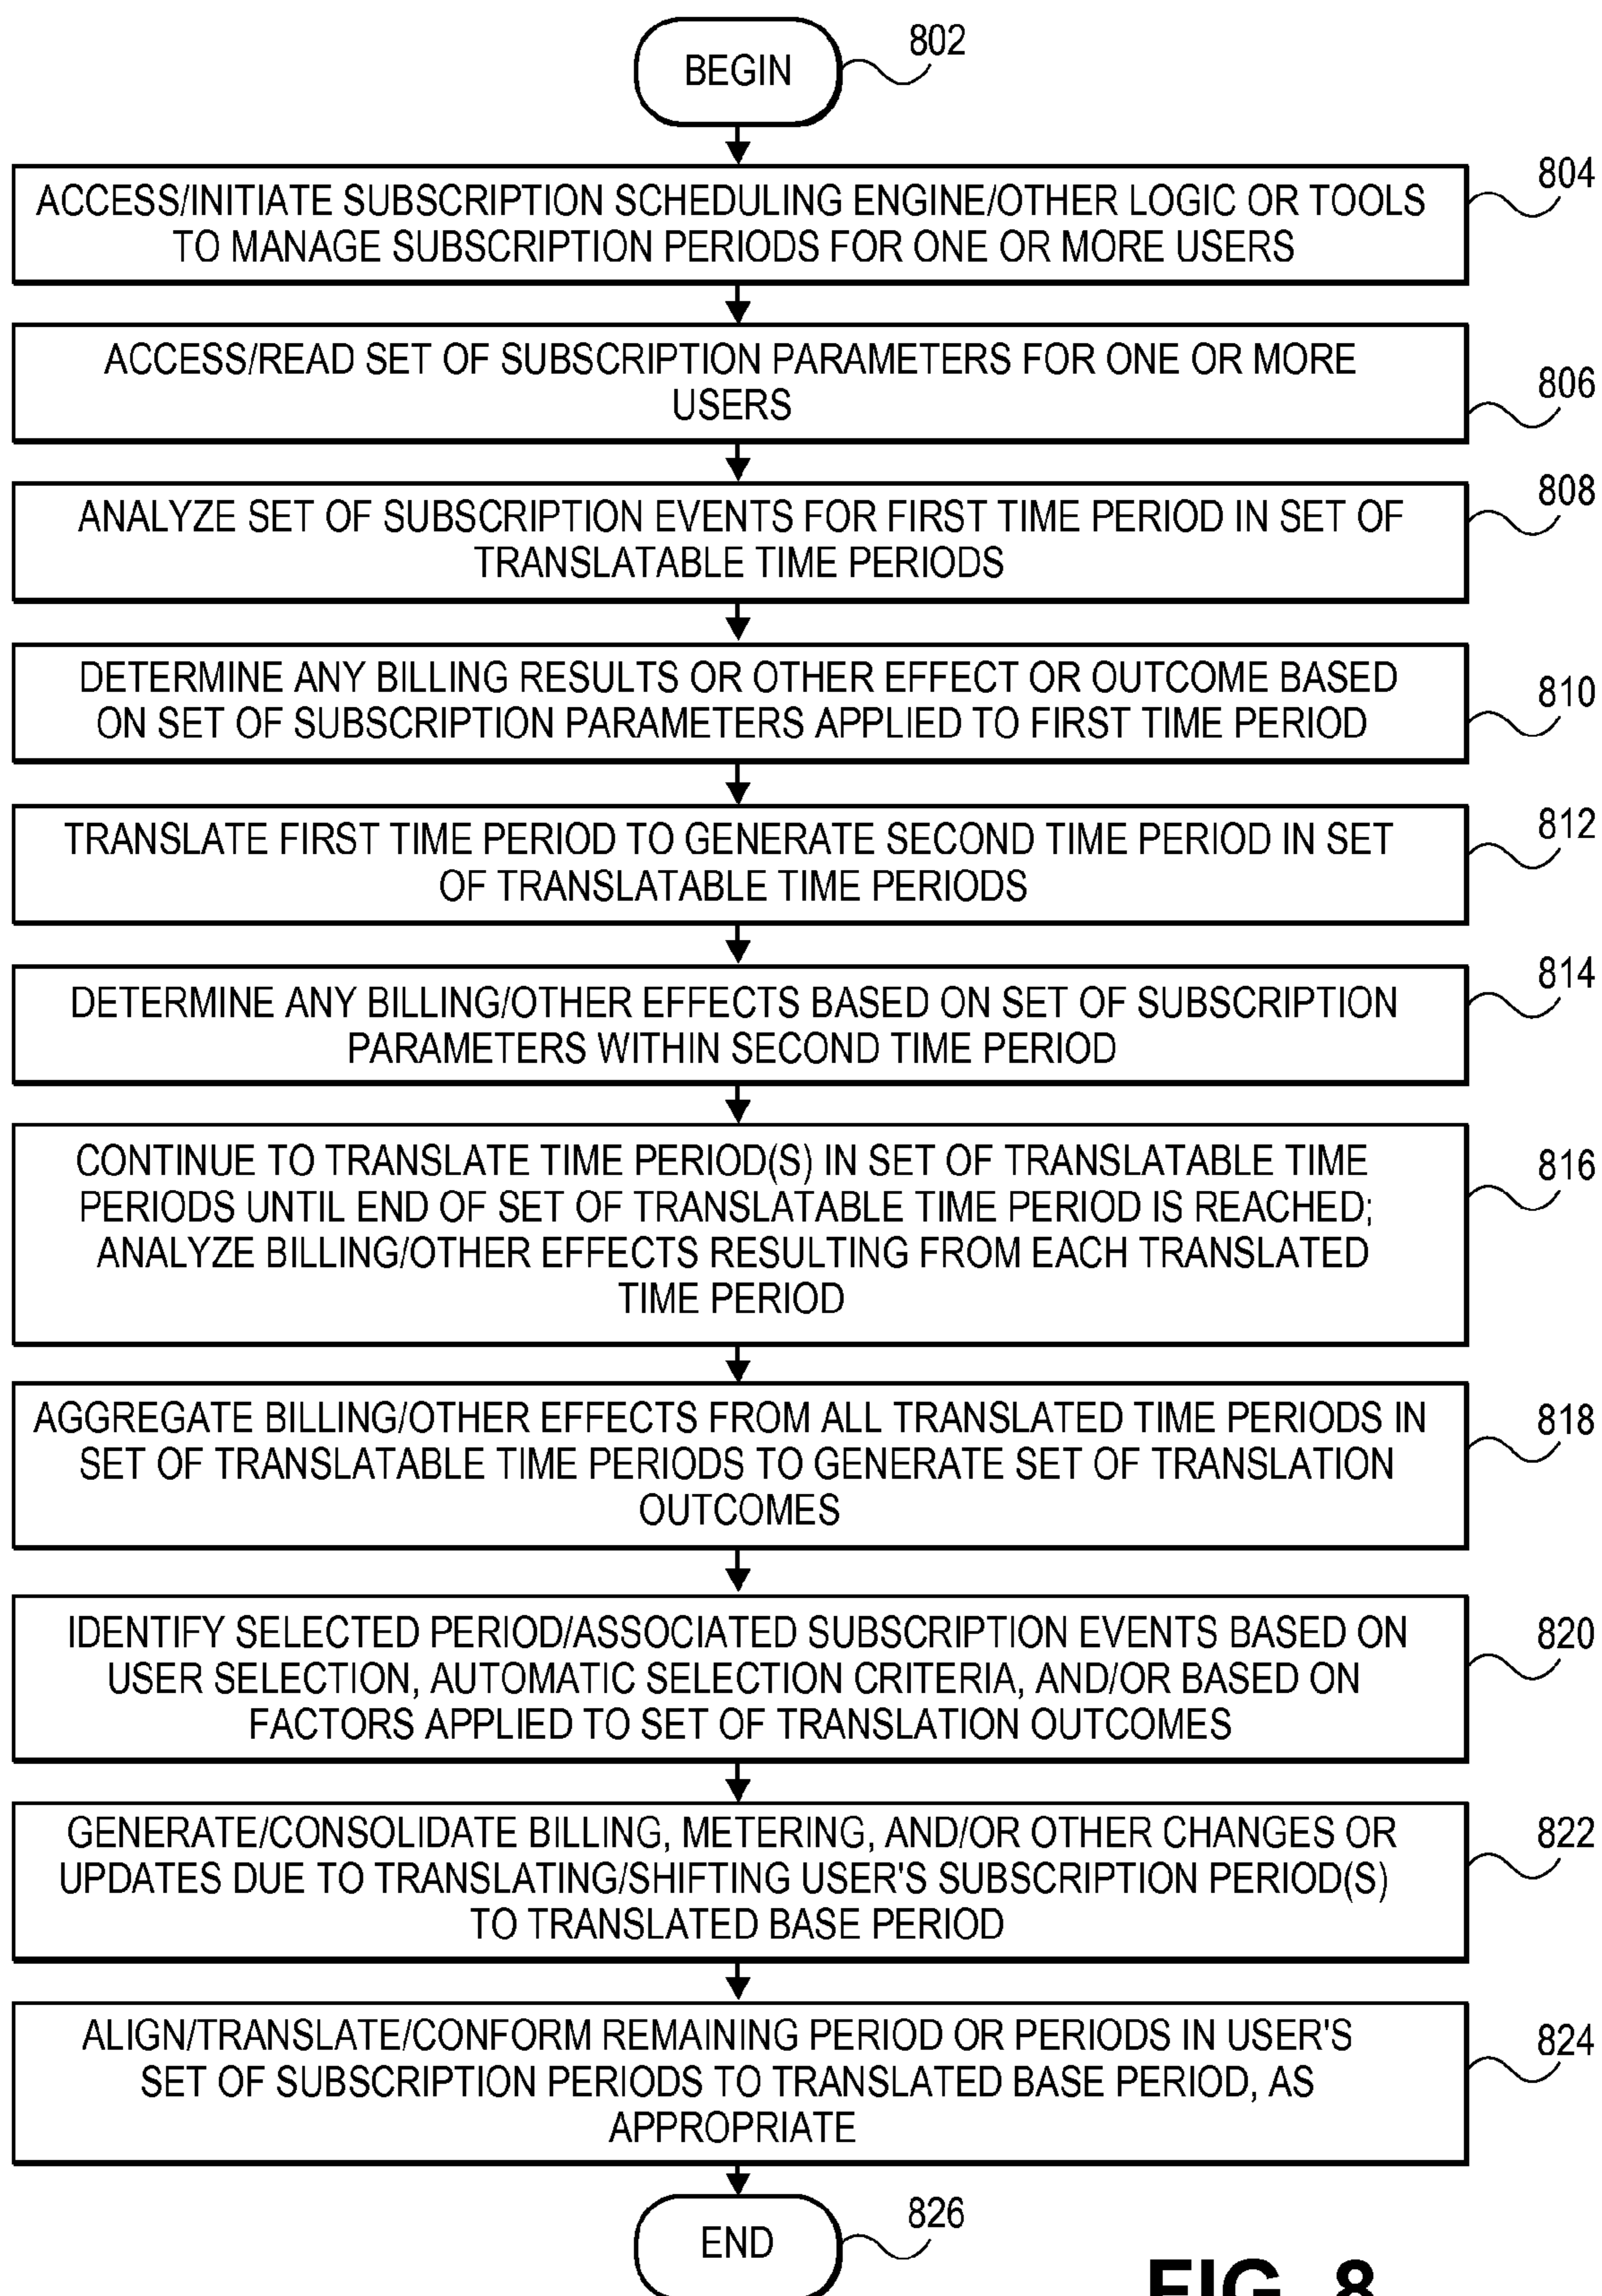 BEGIN
802
ACCESS/INITIATE SUBSCRIPTION SCHEDULING ENGINE/OTHER LOGIC OR TOOLS
TO MANAGE SUBSCRIPTION PERIODS FOR ONE OR MORE USERS
804
ACCESS/READ SET OF SUBSCRIPTION PARAMETERS FOR ONE OR MORE
USERS
806
ANALYZE SET OF SUBSCRIPTION EVENTS FOR FIRST TIME PERIOD IN SET OF
TRANSLATABLE TIME PERIODS
808
DETERMINE ANY BILLING RESULTS OR OTHER EFFECT OR OUTCOME BASED
ON SET OF SUBSCRIPTION PARAMETERS APPLIED TO FIRST TIME PERIOD
810
TRANSLATE FIRST TIME PERIOD TO GENERATE SECOND TIME PERIOD IN SET
OF TRANSLATABLE TIME PERIODS
812
DETERMINE ANY BILLING/OTHER EFFECTS BASED ON SET OF SUBSCRIPTION
PARAMETERS WITHIN SECOND TIME PERIOD
814
CONTINUE TO TRANSLATE TIME PERIOD(S) IN SET OF TRANSLATABLE TIME
PERIODS UNTIL END OF SET OF TRANSLATABLE TIME PERIOD IS REACHED;
ANALYZE BILLING/OTHER EFFECTS RESULTING FROM EACH TRANSLATED
TIME PERIOD
816
AGGREGATE BILLING/OTHER EFFECTS FROM ALL TRANSLATED TIME PERIODS IN
SET OF TRANSLATABLE TIME PERIODS TO GENERATE SET OF TRANSLATION
OUTCOMES
818
IDENTIFY SELECTED PERIOD/ASSOCIATED SUBSCRIPTION EVENTS BASED ON
USER SELECTION, AUTOMATIC SELECTION CRITERIA, AND/OR BASED ON
FACTORS APPLIED TO SET OF TRANSLATION OUTCOMES
820
GENERATE/CONSOLIDATE BILLING, METERING, AND/OR OTHER CHANGES OR
UPDATES DUE TO TRANSLATING/SHIFTING USER'S SUBSCRIPTION PERIOD(S)
TO TRANSLATED BASE PERIOD
822
ALIGN/TRANSLATE/CONFORM REMAINING PERIOD OR PERIODS IN USER'S
SET OF SUBSCRIPTION PERIODS TO TRANSLATED BASE PERIOD, AS
APPROPRIATE
824
END
826
FIG. 8